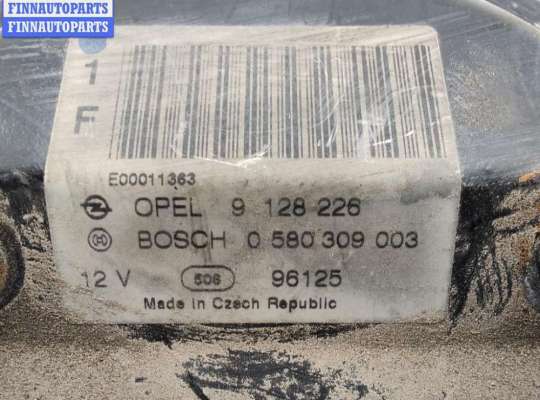 FINNAUTOPARTS
FINNAUTOPARTS
1
F
E00011363
OPEL 9 128 226
BOSCH 0 580 309 003
12 V 506 96125
Made in Czech Republic